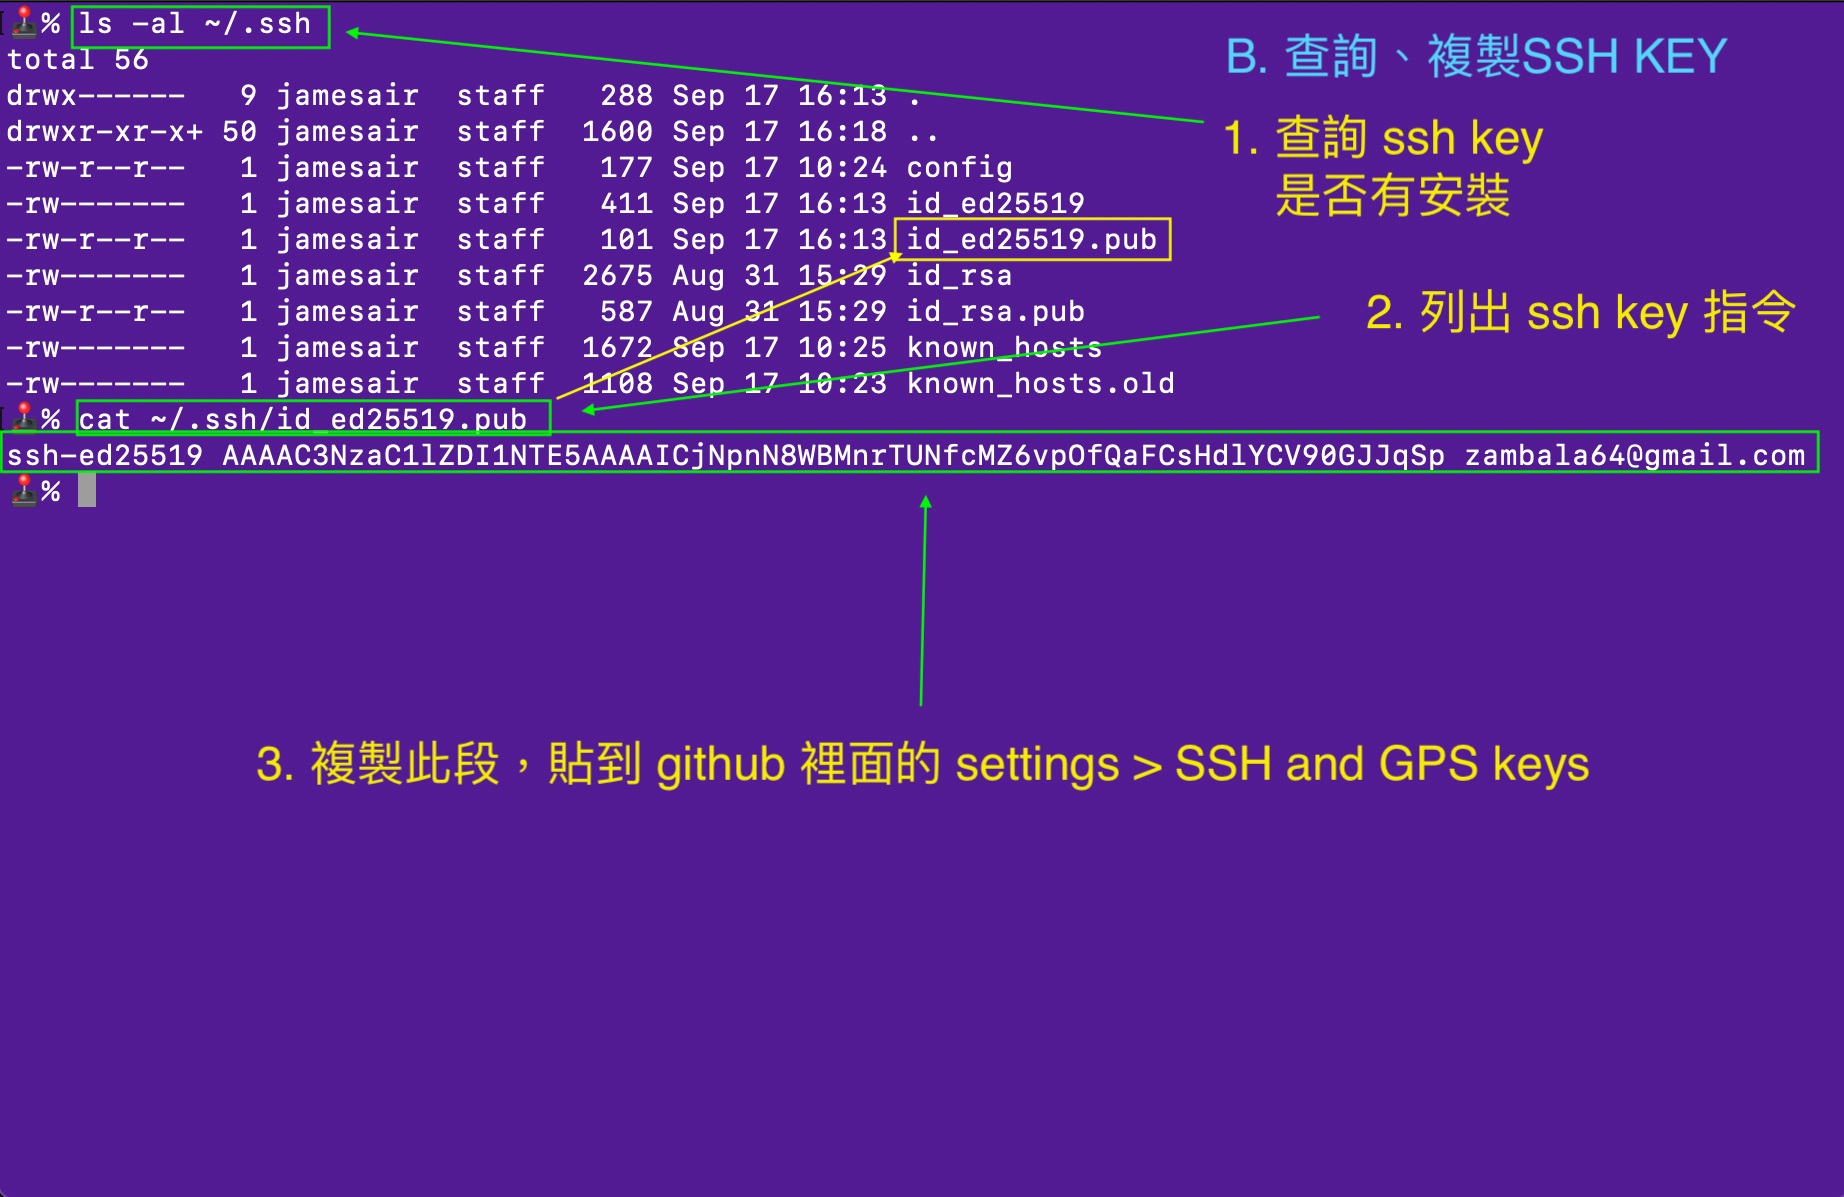 % ls -al ~/.ssh
total 56
drwx------   9 jamesair  staff   288 Sep 17 16:13 .
drwxr-xr-x+ 50 jamesair  staff  1600 Sep 17 16:18 ..
-rw-r--r--   1 jamesair  staff   177 Sep 17 10:24 config
-rw-------   1 jamesair  staff   411 Sep 17 16:13 id_ed25519
-rw-r--r--   1 jamesair  staff   101 Sep 17 16:13 id_ed25519.pub
-rw-------   1 jamesair  staff  2675 Aug 31 15:29 id_rsa
-rw-r--r--   1 jamesair  staff   587 Aug 31 15:29 id_rsa.pub
-rw-------   1 jamesair  staff  1672 Sep 17 10:25 known_hosts
-rw-------   1 jamesair  staff  1108 Sep 17 10:23 known_hosts.old
% cat ~/.ssh/id_ed25519.pub
ssh-ed25519 AAAAC3NzaC1lZDI1NTE5AAAAICjNpnN8WBMnrTUNfcMZ6vpOfQaFCsHdlYCV90GJJqSp zambala64@gmail.com
%
B. 查詢、複製SSH KEY
1. 查詢 ssh key
是否有安裝
2. 列出 ssh key 指令
3. 複製此段，貼到 github 裡面的 settings > SSH and GPS keys